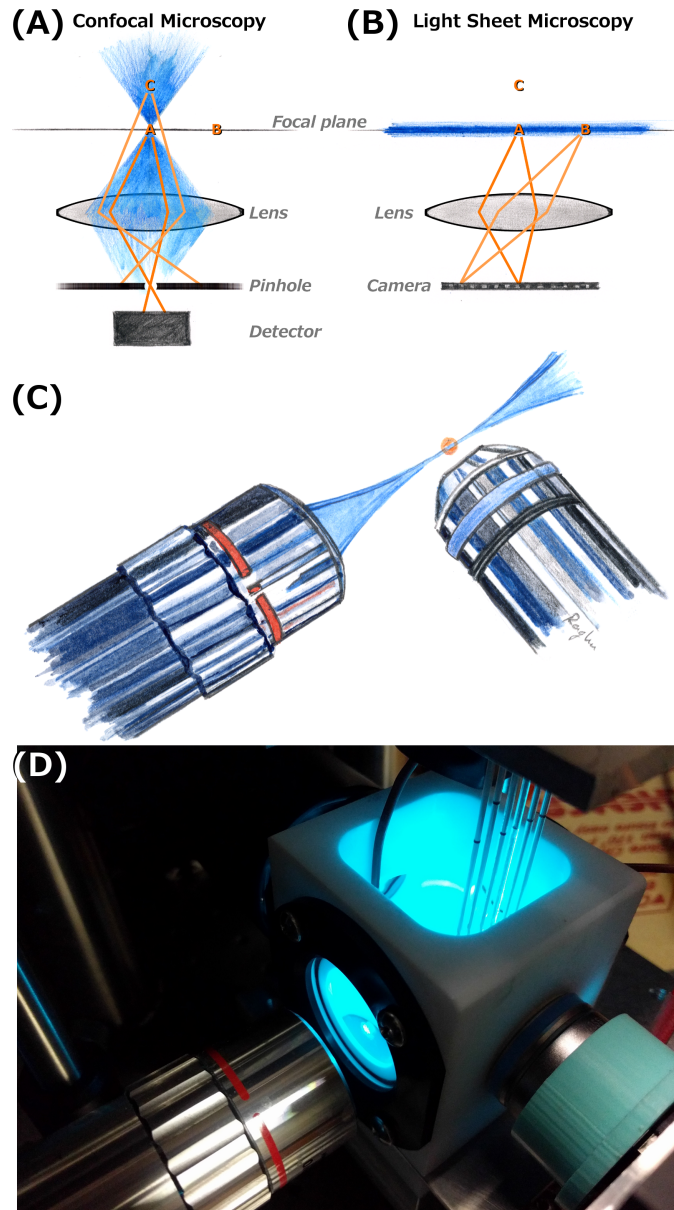 (A) Confocal Microscopy
(B) Light Sheet Microscopy
C
C
Focal plane
A
B
A
B
Lens
Lens
Pinhole
Camera
Detector
(C)
Raghu
(D)